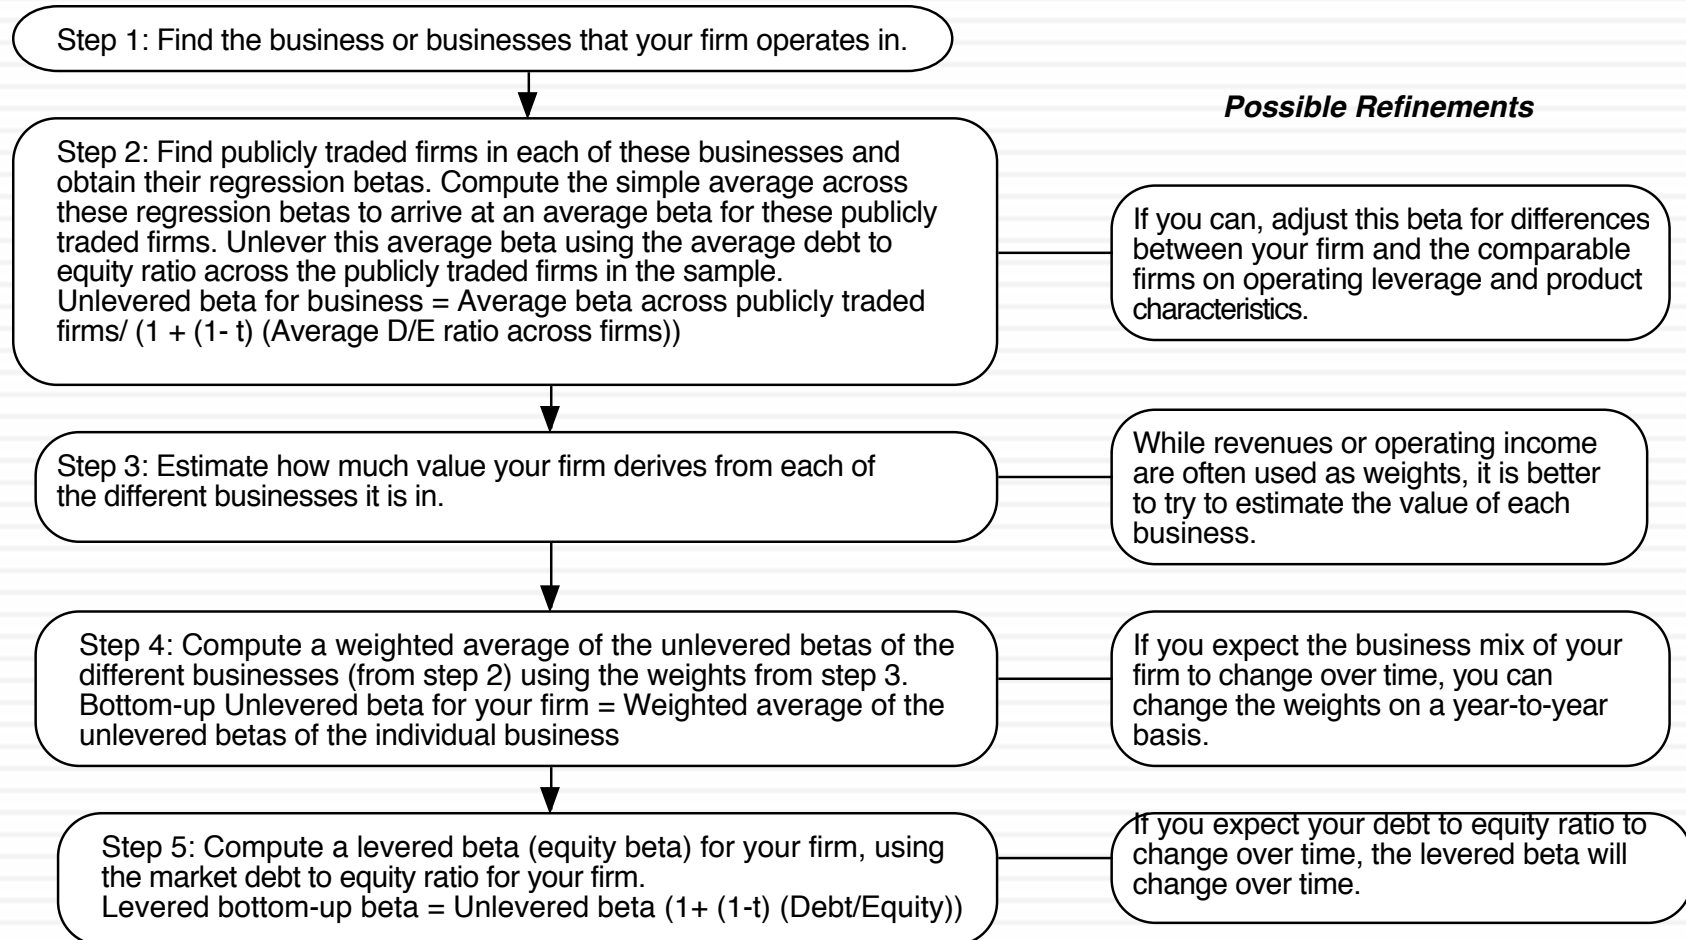 Step 1: Find the business or businesses that your firm operates in.
Possible Refinements
Step 2: Find publicly traded firms in each of these businesses and
obtain their regression betas. Compute the simple average across
these regression betas to arrive at an average beta for these publicly
traded firms. Unlever this average beta using the average debt to
equity ratio across the publicly traded firms in the sample.
Unlevered beta for business = Average beta across publicly traded
firms/ (1 + (1- t) (Average D/E ratio across firms))
If you can, adjust this beta for differences
between your firm and the comparable
firms on operating leverage and product
characteristics.
Step 3: Estimate how much value your firm derives from each of
the different businesses it is in.
While revenues or operating income
are often used as weights, it is better
to try to estimate the value of each
business.
Step 4: Compute a weighted average of the unlevered betas of the
different businesses (from step 2) using the weights from step 3.
Bottom-up Unlevered beta for your firm = Weighted average of the
unlevered betas of the individual business
If you expect the business mix of your
firm to change over time, you can
change the weights on a year-to-year
basis.
Step 5: Compute a levered beta (equity beta) for your firm, using
the market debt to equity ratio for your firm.
Levered bottom-up beta = Unlevered beta (1+ (1-t) (Debt/Equity))
If you expect your debt to equity ratio to
change over time, the levered beta will
change over time.